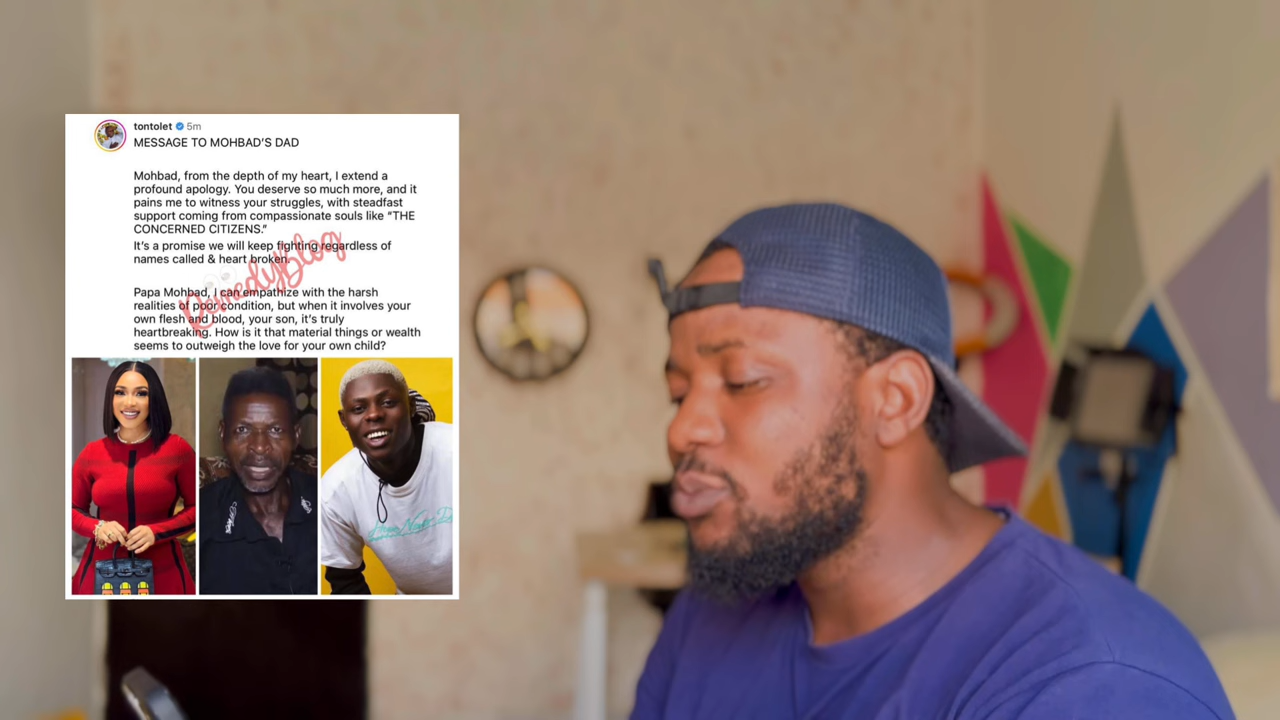 tontolet 5m
MESSAGE TO MOHBAD'S DAD
Mohbad, from the depth of my heart, I extend a
profound apology. You deserve so much more, and it
pains me to witness your struggles, with steadfast
support coming from compassionate souls like “THE
CONCERNED CITIZENS.”
It's a promise we will keep fighting regardless of
names called & heart broken.
Remedyblog
Papa Mohbad, I can empathize with the harsh
realities of poor condition, but when it involves your
own flesh and blood, your son, it's truly
heartbreaking. How is it that material things or wealth
seems to outweigh the love for your own child?